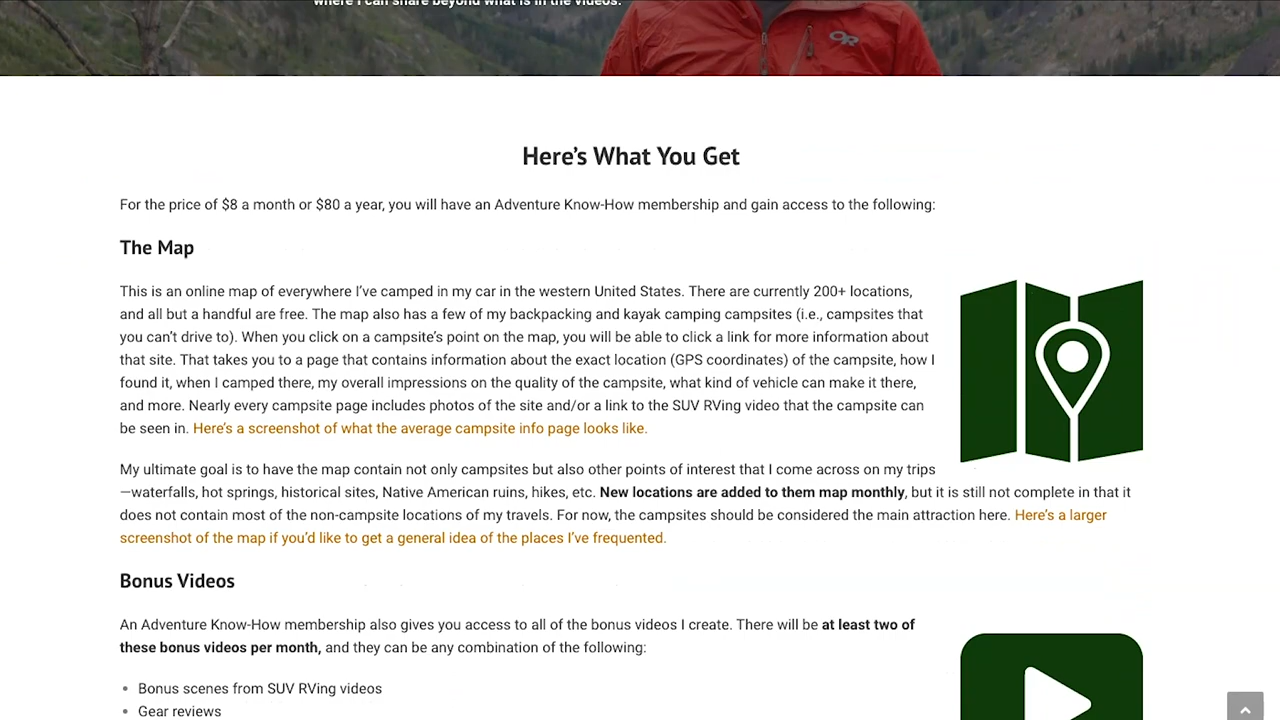 where I can share beyond what is in the videos.
OR
Here's What You Get
For the price of $8 a month or $80 a year, you will have an Adventure Know-How membership and gain access to the following:
The Map
This is an online map of everywhere I've camped in my car in the western United States. There are currently 200+ locations,
and all but a handful are free. The map also has a few of my backpacking and kayak camping campsites (i.e., campsites that
you can't drive to). When you click on a campsite's point on the map, you will be able to click a link for more information about
that site. That takes you to a page that contains information about the exact location (GPS coordinates) of the campsite, how I
found it, when I camped there, my overall impressions on the quality of the campsite, what kind of vehicle can make it there,
and more. Nearly every campsite page includes photos of the site and/or a link to the SUV RVing video that the campsite can
be seen in. Here's a screenshot of what the average campsite info page looks like.
My ultimate goal is to have the map contain not only campsites but also other points of interest that I come across on my trips
—waterfalls, hot springs, historical sites, Native American ruins, hikes, etc. New locations are added to them map monthly, but it is still not complete in that it
does not contain most of the non-campsite locations of my travels. For now, the campsites should be considered the main attraction here. Here's a larger
screenshot of the map if you'd like to get a general idea of the places I've frequented.
Bonus Videos
An Adventure Know-How membership also gives you access to all of the bonus videos I create. There will be at least two of
these bonus videos per month, and they can be any combination of the following:
• Bonus scenes from SUV RVing videos
• Gear reviews